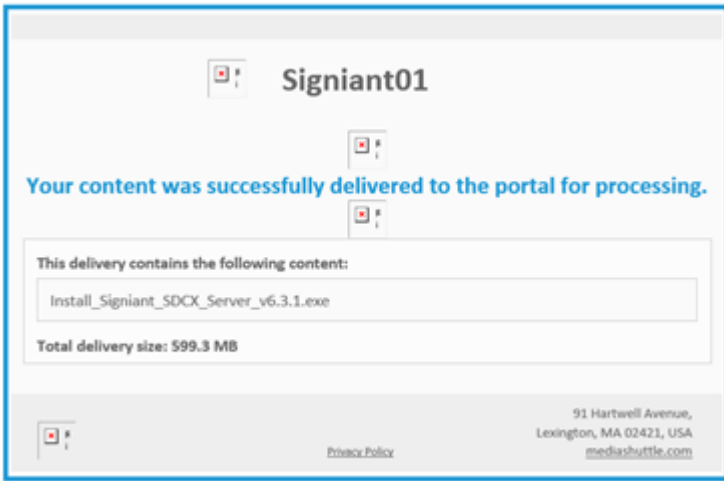 Signiant01
Your content was successfully delivered to the portal for processing.
This delivery contains the following content:
Install_Signiant_SDCX_Server_v6.3.1.exe
Total delivery size: 599.3 MB
91 Hartwell Avenue,
Lexington, MA 02421, USA
Privacy Policy
mediashuttle.com